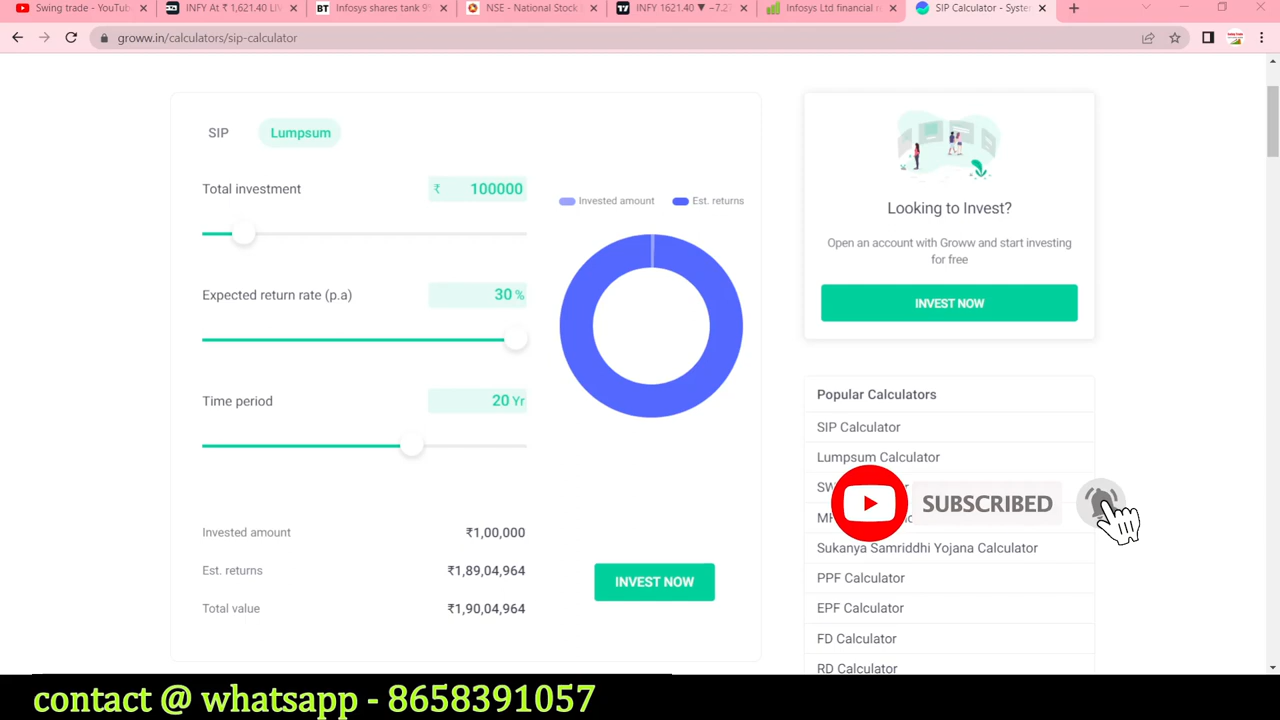 Swing trade - YouTub
INFY At ₹ 1,621.40 LIV
BT Infosys shares tank 9
NSE - National Stock
INFY 1621.40 ▼ −7.2
Infosys Ltd financial r
SIP Calculator - Syste
groww.in/calculators/sip-calculator
SIP
Lumpsum
Total investment
₹ 100000
Expected return rate (p.a)
30 %
Time period
20 Yr
Invested amount
Est. returns
Invested amount ₹1,00,000
Est. returns ₹1,89,04,964
Total value ₹1,90,04,964
INVEST NOW
Looking to Invest?
Open an account with Groww and start investing
for free
INVEST NOW
Popular Calculators
SIP Calculator
Lumpsum Calculator
SUBSCRIBED
Sukanya Samriddhi Yojana Calculator
PPF Calculator
EPF Calculator
FD Calculator
RD Calculator
contact @ whatsapp - 8658391057